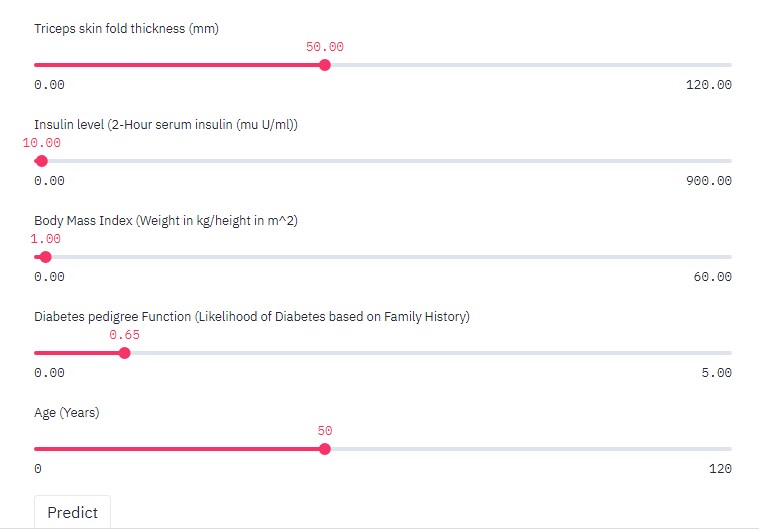 Triceps skin fold thickness (mm)
50.00
0.00 120.00
Insulin level (2-Hour serum insulin (mu U/ml))
10.00
0.00 900.00
Body Mass Index (Weight in kg/height in m^2)
1.00
0.00 60.00
Diabetes pedigree Function (Likelihood of Diabetes based on Family History)
0.65
0.00 5.00
Age (Years)
50
0 120
Predict